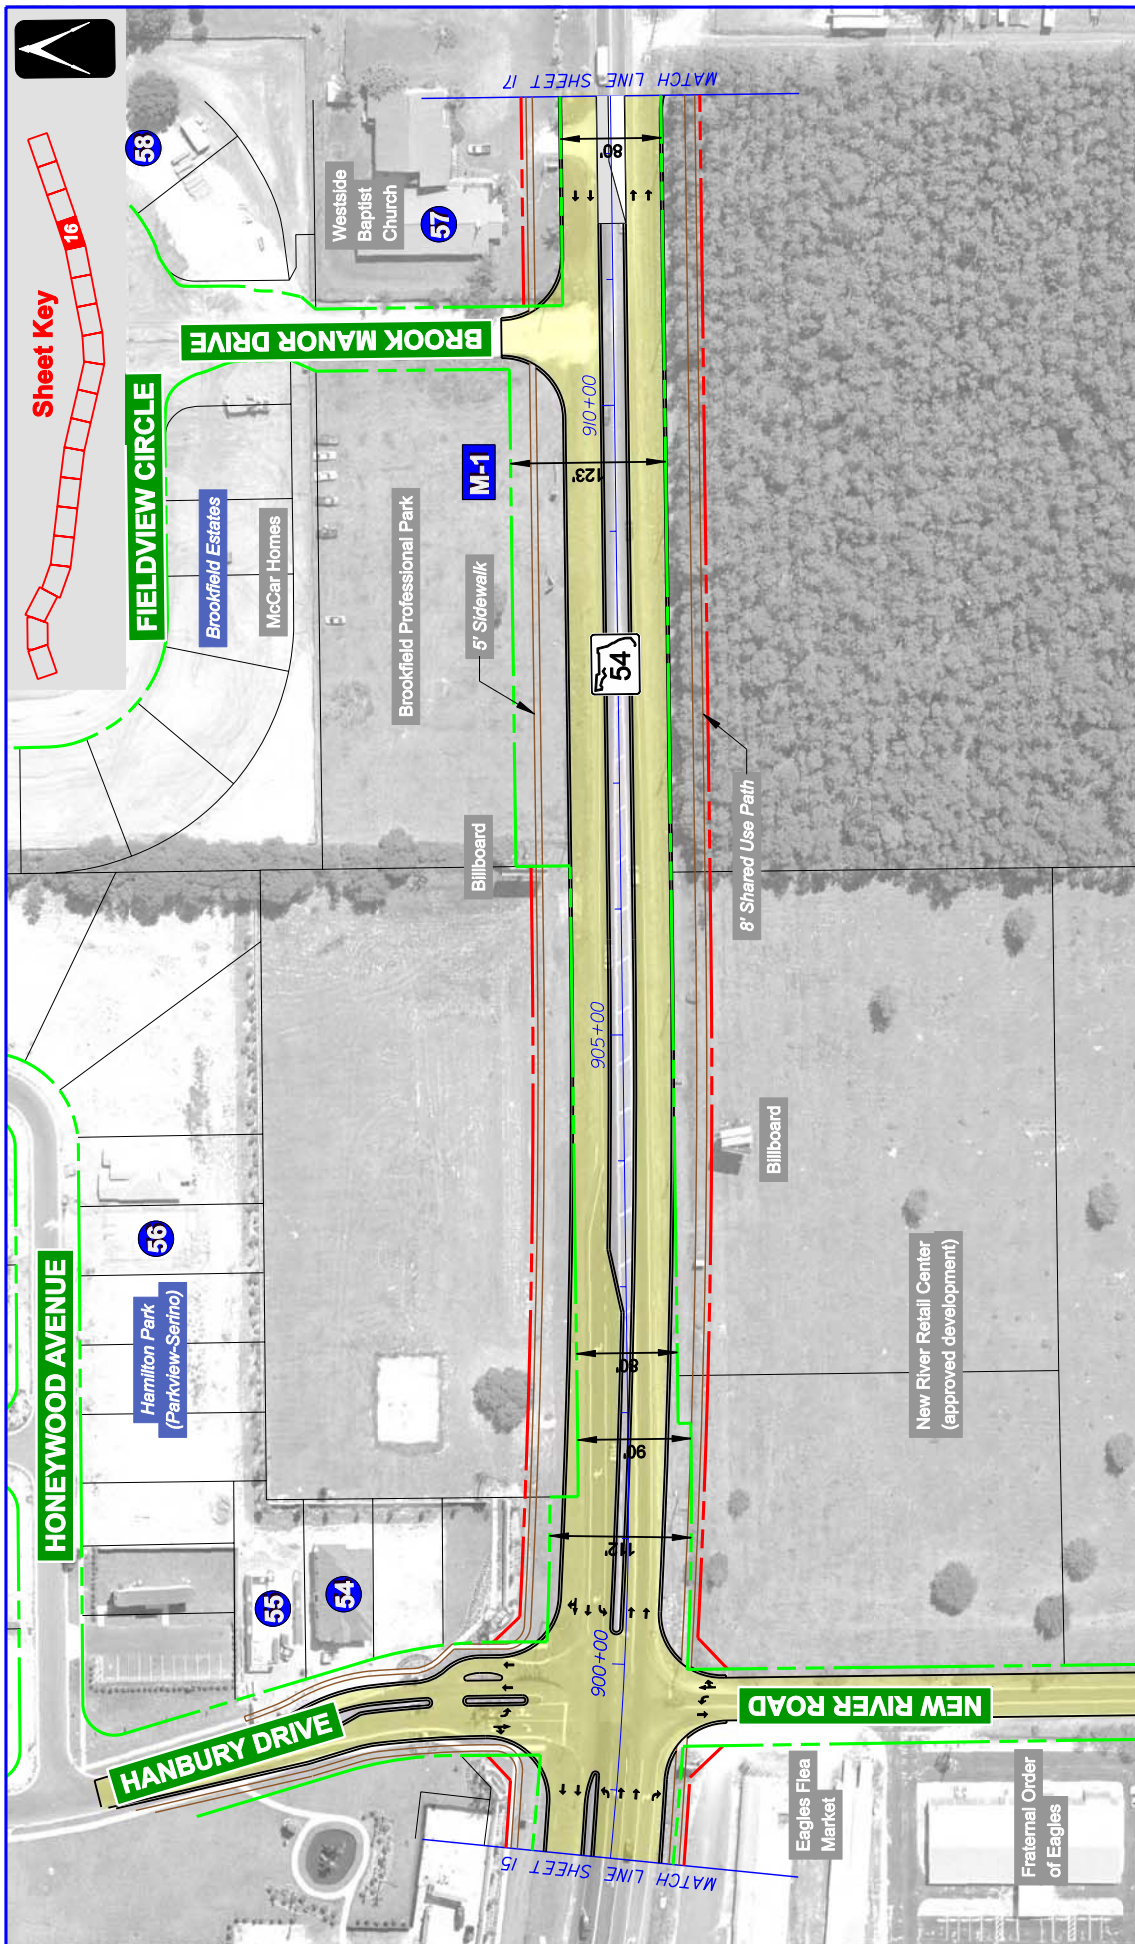 MATCH LINE SHEET 17
58
Sheet Key
16
Westside
Baptist
Church
57
80'
BROOK MANOR DRIVE
FIELDVIEW CIRCLE
Brookfield Estates
McCar Homes
Brookfield Professional Park
M-1
123'
910+00
5' Sidewalk
54
8' Shared Use Path
Billboard
905+00
Billboard
HONEYWOOD AVENUE
56
Hamilton Park
(Parkview-Serino)
80'
90'
112'
New River Retail Center
(approved development)
55
54
900+00
HANBURY DRIVE
NEW RIVER ROAD
Eagles Flea
Market
Fraternal Order
of Eagles
MATCH LINE SHEET 15